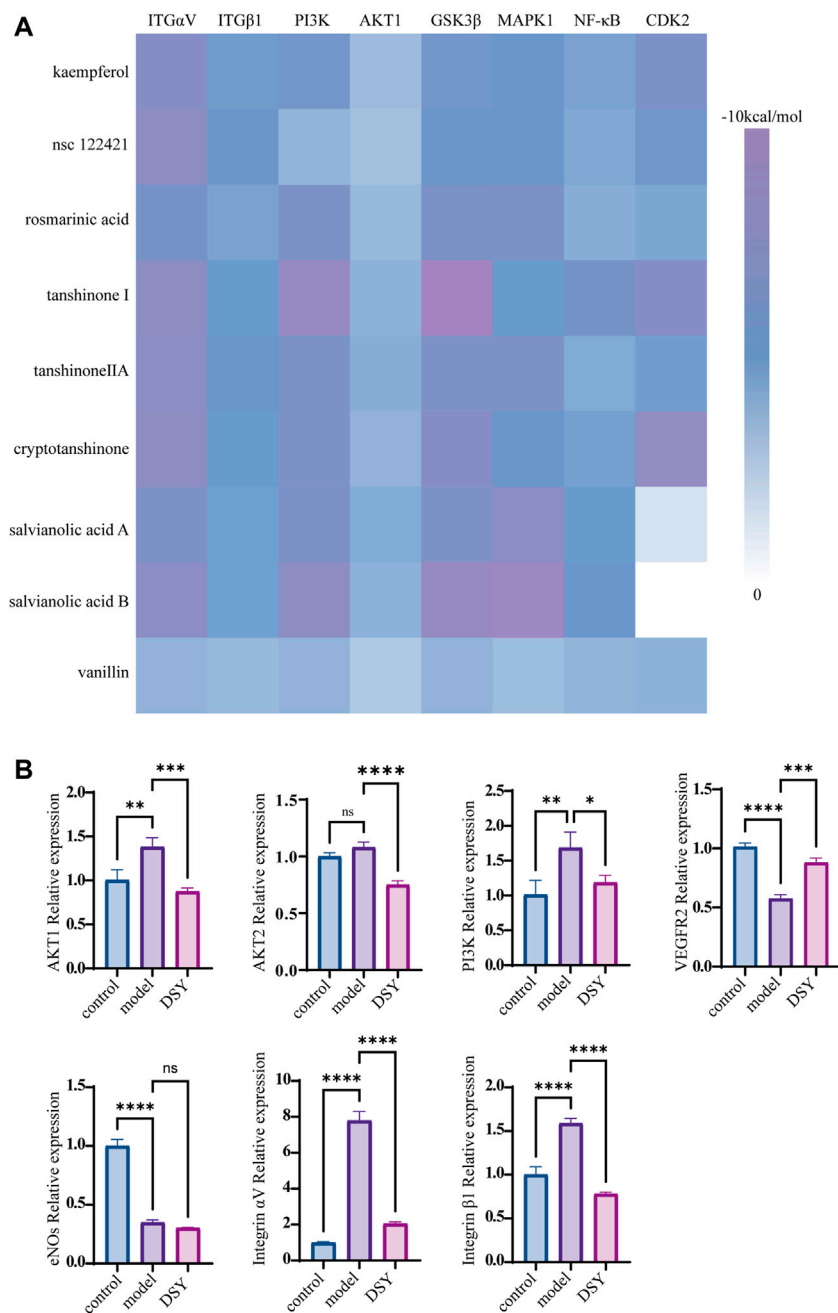 A
ITGαV ITGβ1 PI3K AKT1 GSK3β MAPK1 NF-κB CDK2
kaempferol
nsc 122421
rosmarinic acid
tanshinone I
tanshinoneIIA
cryptotanshinone
salvianolic acid A
salvianolic acid B
vanillin
-10kcal/mol
0
B
AKT1 Relative expression
2.0
1.5
1.0
0.5
0.0
**
***
control
model
DSY
AKT2 Relative expression
1.5
1.0
0.5
0.0
ns
****
control
model
DSY
PI3K Relative expression
2.5
2.0
1.5
1.0
0.5
0.0
**
*
control
model
DSY
VEGFR2 Relative expression
1.5
1.0
0.5
0.0
****
***
control
model
DSY
eNOs Relative expression
1.5
1.0
0.5
0.0
****
ns
control
model
DSY
Integrin αV Relative expression
10
8
6
4
2
0
****
****
control
model
DSY
Integrin β1 Relative expression
2.0
1.5
1.0
0.5
0.0
****
****
control
model
DSY